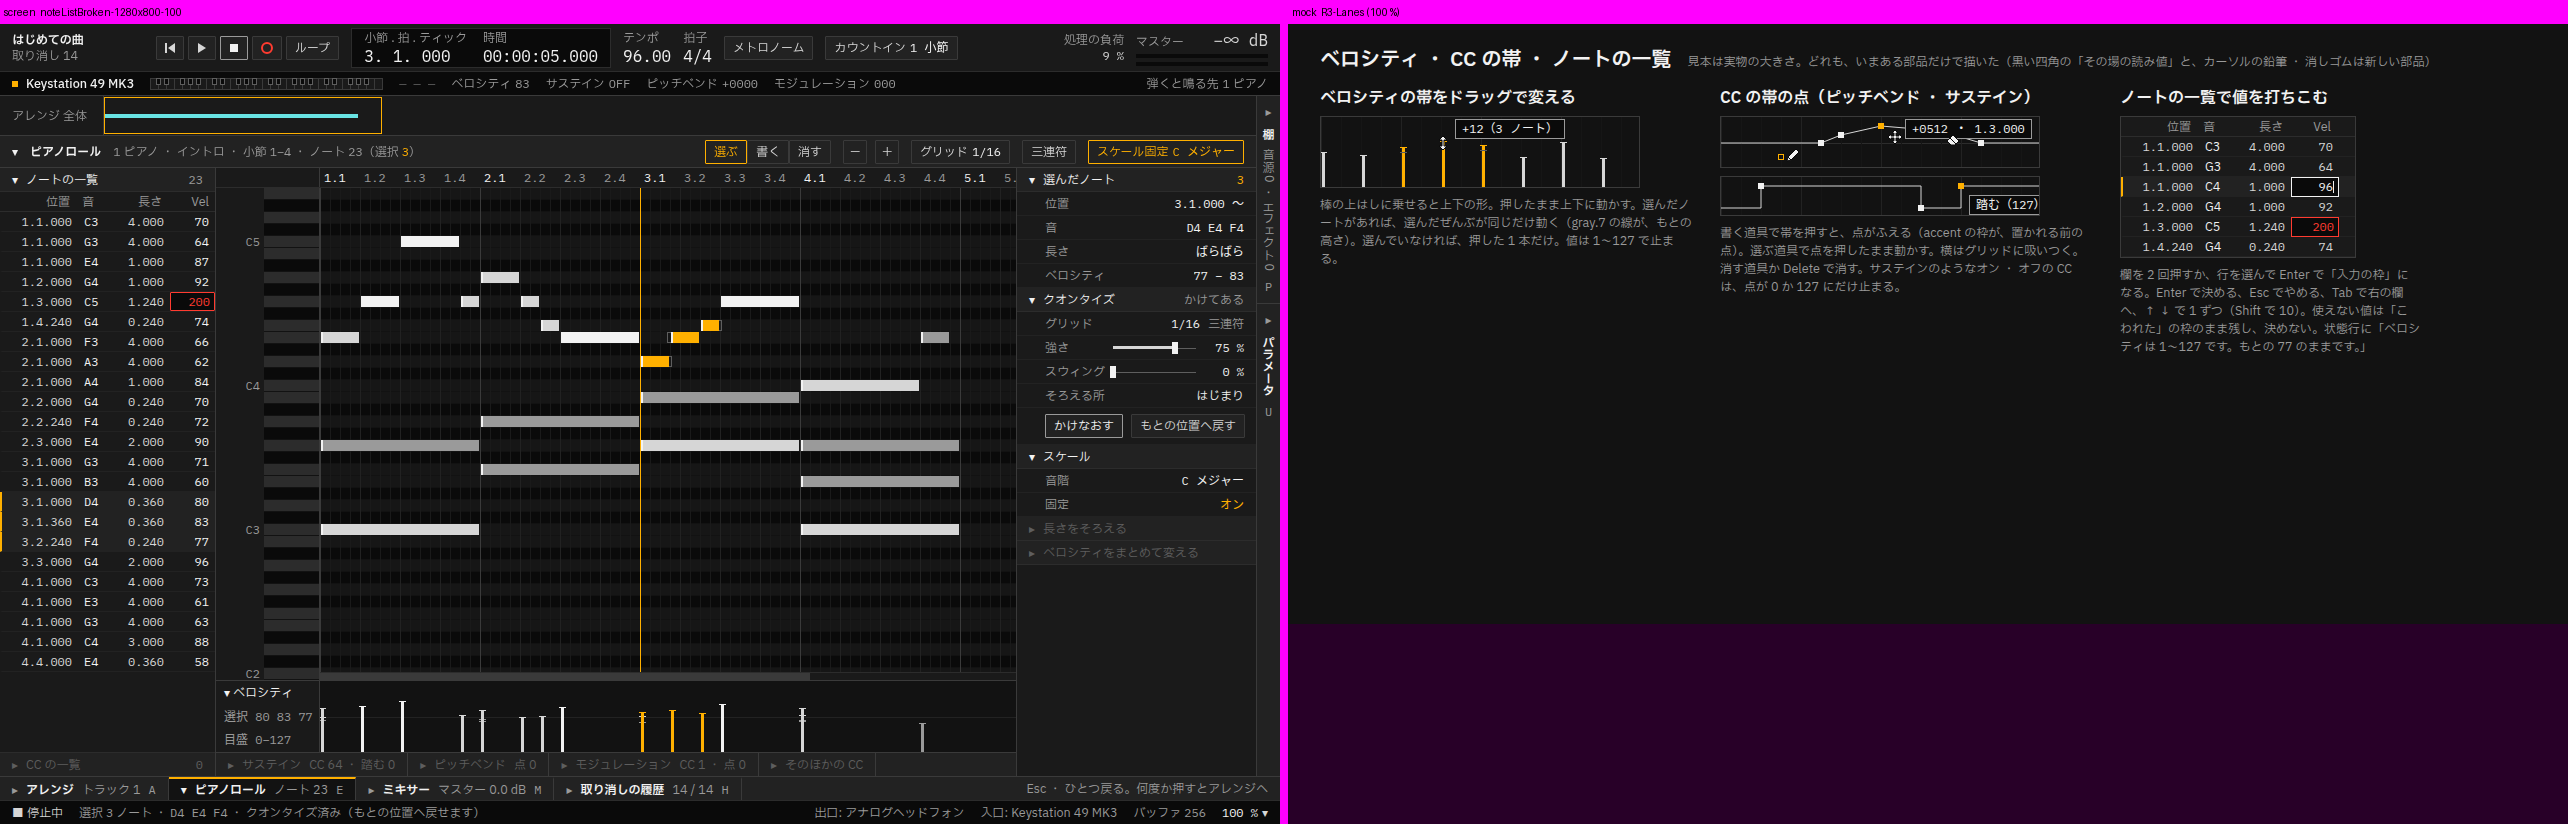 screen noteListBroken-1280x800-100
はじめての曲
取り消し 14
ループ
小節 . 拍 . ティック 時間
3. 1. 000 00:00:05.000
テンポ 拍子
96.00 4/4
メトロノーム
カウントイン 1 小節
処理の負荷
9 %
マスター −∞ dB
Keystation 49 MK3
— — — ベロシティ 83 サステイン OFF ピッチベンド +0000 モジュレーション 000
弾くと鳴る先 1 ピアノ
アレンジ 全体
▾ ピアノロール 1 ピアノ ・ イントロ ・ 小節 1–4 ・ ノート 23（選択 3）
選ぶ 書く 消す − + グリッド 1/16 三連符 スケール固定 C メジャー
▾ ノートの一覧 23
位置 音 長さ Vel
1.1.000 C3 4.000 70
1.1.000 G3 4.000 64
1.1.000 E4 1.000 87
1.2.000 G4 1.000 92
1.3.000 C5 1.240 200
1.4.240 G4 0.240 74
2.1.000 F3 4.000 66
2.1.000 A3 4.000 62
2.1.000 A4 1.000 84
2.2.000 G4 0.240 70
2.2.240 F4 0.240 72
2.3.000 E4 2.000 90
3.1.000 G3 4.000 71
3.1.000 B3 4.000 60
3.1.000 D4 0.360 80
3.1.360 E4 0.360 83
3.2.240 F4 0.240 77
3.3.000 G4 2.000 96
4.1.000 C3 4.000 73
4.1.000 E3 4.000 61
4.1.000 G3 4.000 63
4.1.000 C4 3.000 88
4.4.000 E4 0.360 58
1.1 1.2 1.3 1.4 2.1 2.2 2.3 2.4 3.1 3.2 3.3 3.4 4.1 4.2 4.3 4.4 5.1 5.
C5
C4
C3
C2
▾ ベロシティ
選択 80 83 77
目盛 0–127
▾ 選んだノート 3
位置 3.1.000 〜
音 D4 E4 F4
長さ ばらばら
ベロシティ 77 – 83
▾ クオンタイズ かけてある
グリッド 1/16 三連符
強さ 75 %
スウィング 0 %
そろえる所 はじまり
かけなおす もとの位置へ戻す
▾ スケール
音階 C メジャー
固定 オン
▸ 長さをそろえる
▸ ベロシティをまとめて変える
▸ 棚 音源 0 ・ エフェクト 0 P
▸ パラメータ U
▸ CC の一覧 0
▸ サステイン CC 64 ・ 踏む 0
▸ ピッチベンド 点 0
▸ モジュレーション CC 1 ・ 点 0
▸ そのほかの CC
▸ アレンジ トラック 1 A
▾ ピアノロール ノート 23 E
▸ ミキサー マスター 0.0 dB M
▸ 取り消しの履歴 14 / 14 H
Esc ・ ひとつ戻る。何度か押すとアレンジへ
■ 停止中 選択 3 ノート ・ D4 E4 F4 ・ クオンタイズ済み（もとの位置へ戻せます）
出口: アナログヘッドフォン 入口: Keystation 49 MK3 バッファ 256 100 % ▾
mock R3-Lanes (100 %)
ベロシティ ・ CC の帯 ・ ノートの一覧 見本は実物の大きさ。どれも、いまある部品だけで描いた（黒い四角の「その場の読み値」と、カーソルの鉛筆 ・ 消しゴムは新しい部品）
ベロシティの帯をドラッグで変える
+12（3 ノート）
棒の上はしに乗せると上下の形。押したまま上下に動かす。選んだノ
ートがあれば、選んだぜんぶが同じだけ動く（gray.7 の線が、もとの
高さ）。選んでいなければ、押した 1 本だけ。値は 1〜127 で止ま
る。
CC の帯の点（ピッチベンド ・ サステイン）
+0512 ・ 1.3.000
踏む（127）
書く道具で帯を押すと、点がふえる（accent の枠が、置かれる前の
点）。選ぶ道具で点を押したまま動かす。横はグリッドに吸いつく。
消す道具か Delete で消す。サステインのようなオン ・ オフの CC
は、点が 0 か 127 にだけ止まる。
ノートの一覧で値を打ちこむ
位置 音 長さ Vel
1.1.000 C3 4.000 70
1.1.000 G3 4.000 64
1.1.000 C4 1.000 96
1.2.000 G4 1.000 92
1.3.000 C5 1.240 200
1.4.240 G4 0.240 74
欄を 2 回押すか、行を選んで Enter で「入力の枠」に
なる。Enter で決める、Esc でやめる、Tab で右の欄
へ、↑ ↓ で 1 ずつ（Shift で 10）。使えない値は「こ
われた」の枠のまま残し、決めない。状態行に「ベロシ
ティは 1〜127 です。もとの 77 のままです。」